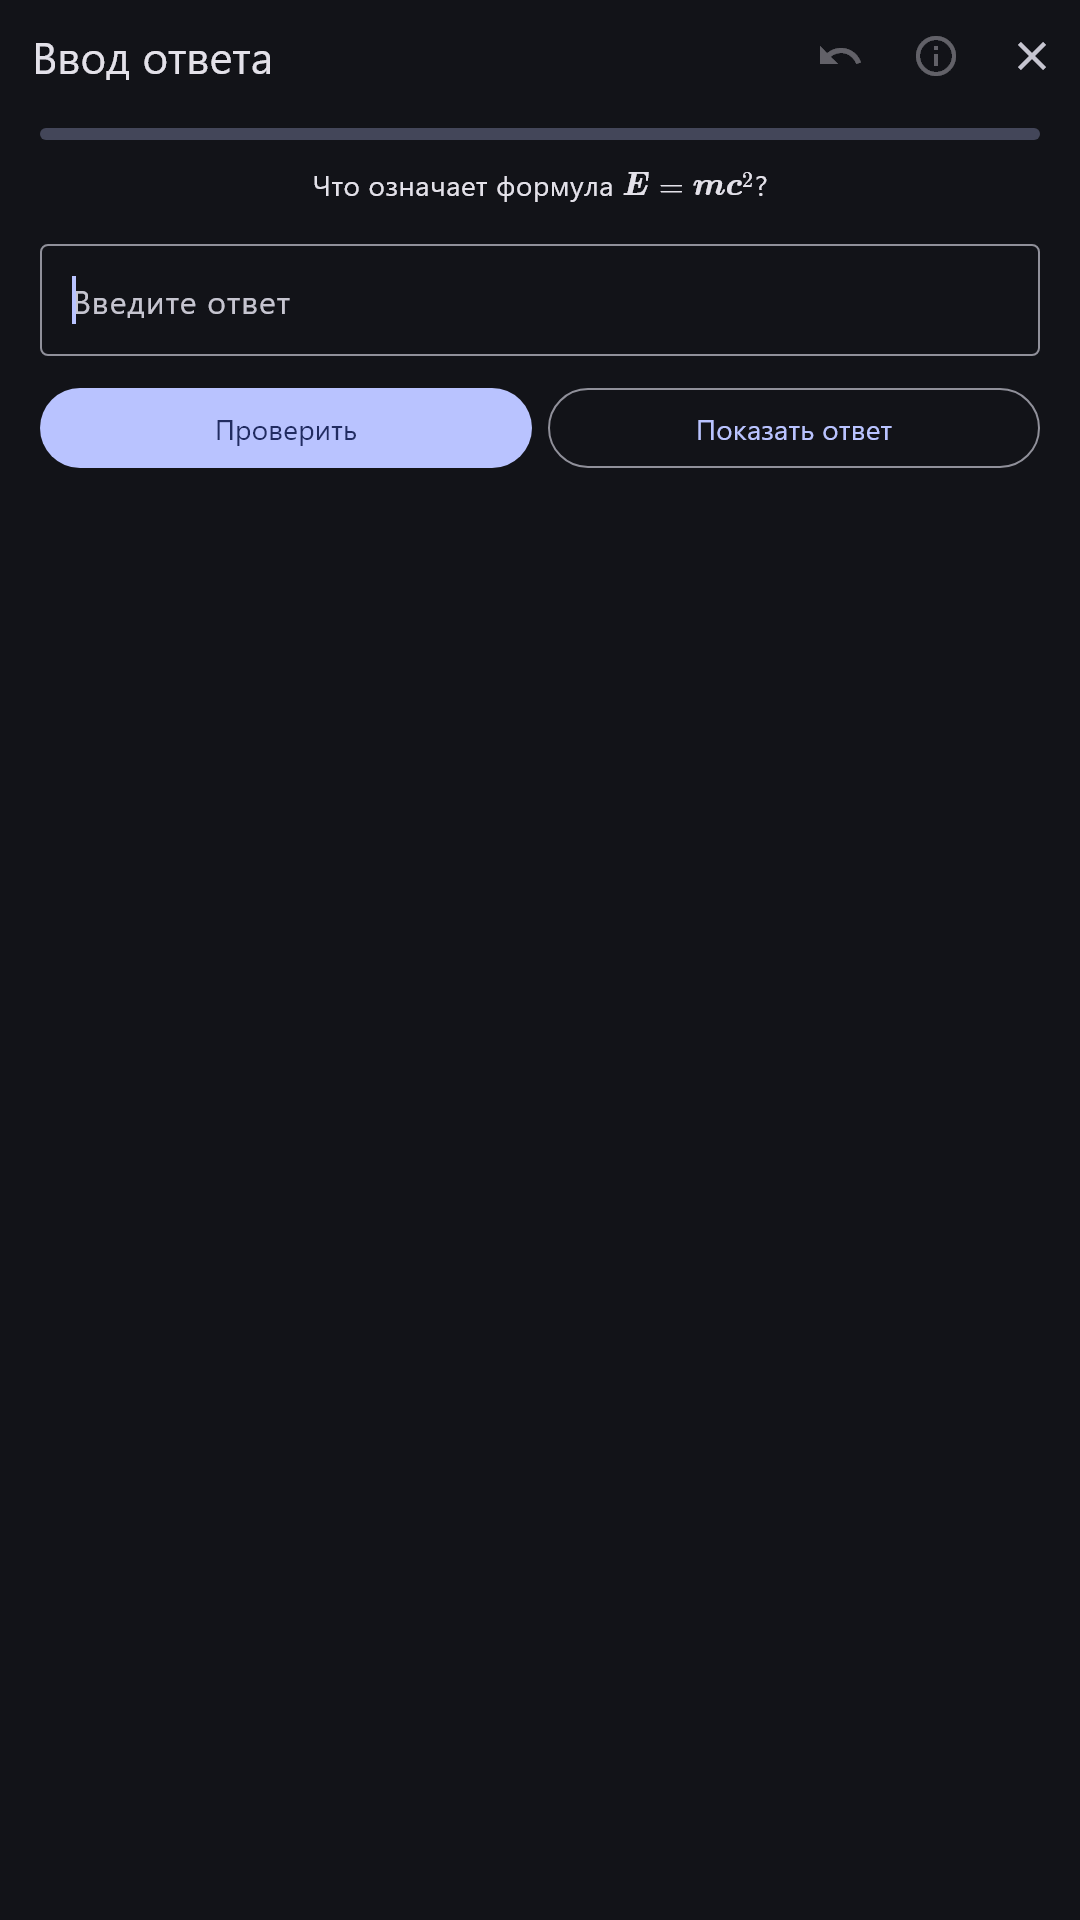 Ввод ответа
Что означает формула E = mc²?
Введите ответ
Проверить
Показать ответ